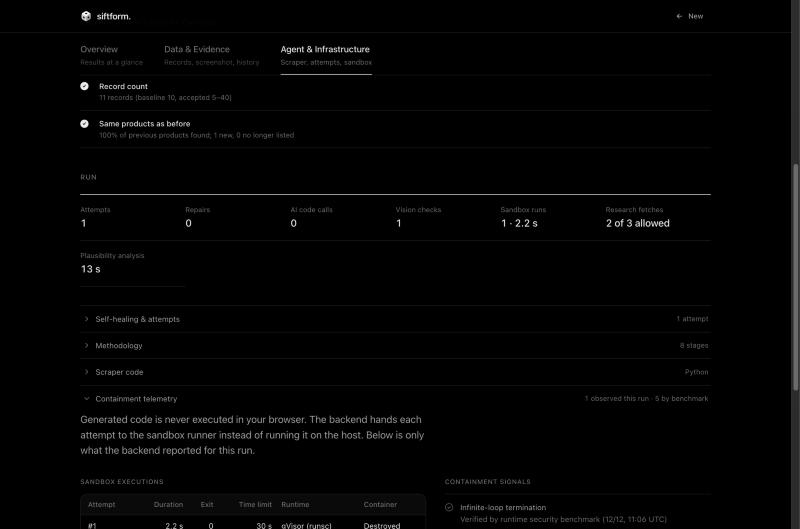 siftform.
← New
Overview
Data & Evidence
Agent & Infrastructure
Results at a glance
Records, screenshot, history
Scraper, attempts, sandbox
Record count
11 records (baseline 10, accepted 5–40)
Same products as before
100% of previous products found; 1 new, 0 no longer listed
RUN
Attempts
Repairs
AI code calls
Vision checks
Sandbox runs
Research fetches
1
0
0
1
1 · 2.2 s
2 of 3 allowed
Plausibility analysis
13 s
Self-healing & attempts
1 attempt
Methodology
8 stages
Scraper code
Python
Containment telemetry
1 observed this run · 5 by benchmark
Generated code is never executed in your browser. The backend hands each
attempt to the sandbox runner instead of running it on the host. Below is only
what the backend reported for this run.
SANDBOX EXECUTIONS
CONTAINMENT SIGNALS
Attempt
Duration
Exit
Time limit
Runtime
Container
#1
2.2 s
0
30 s
gVisor (runsc)
Destroyed
Infinite-loop termination
Verified by runtime security benchmark (12/12, 11:06 UTC)